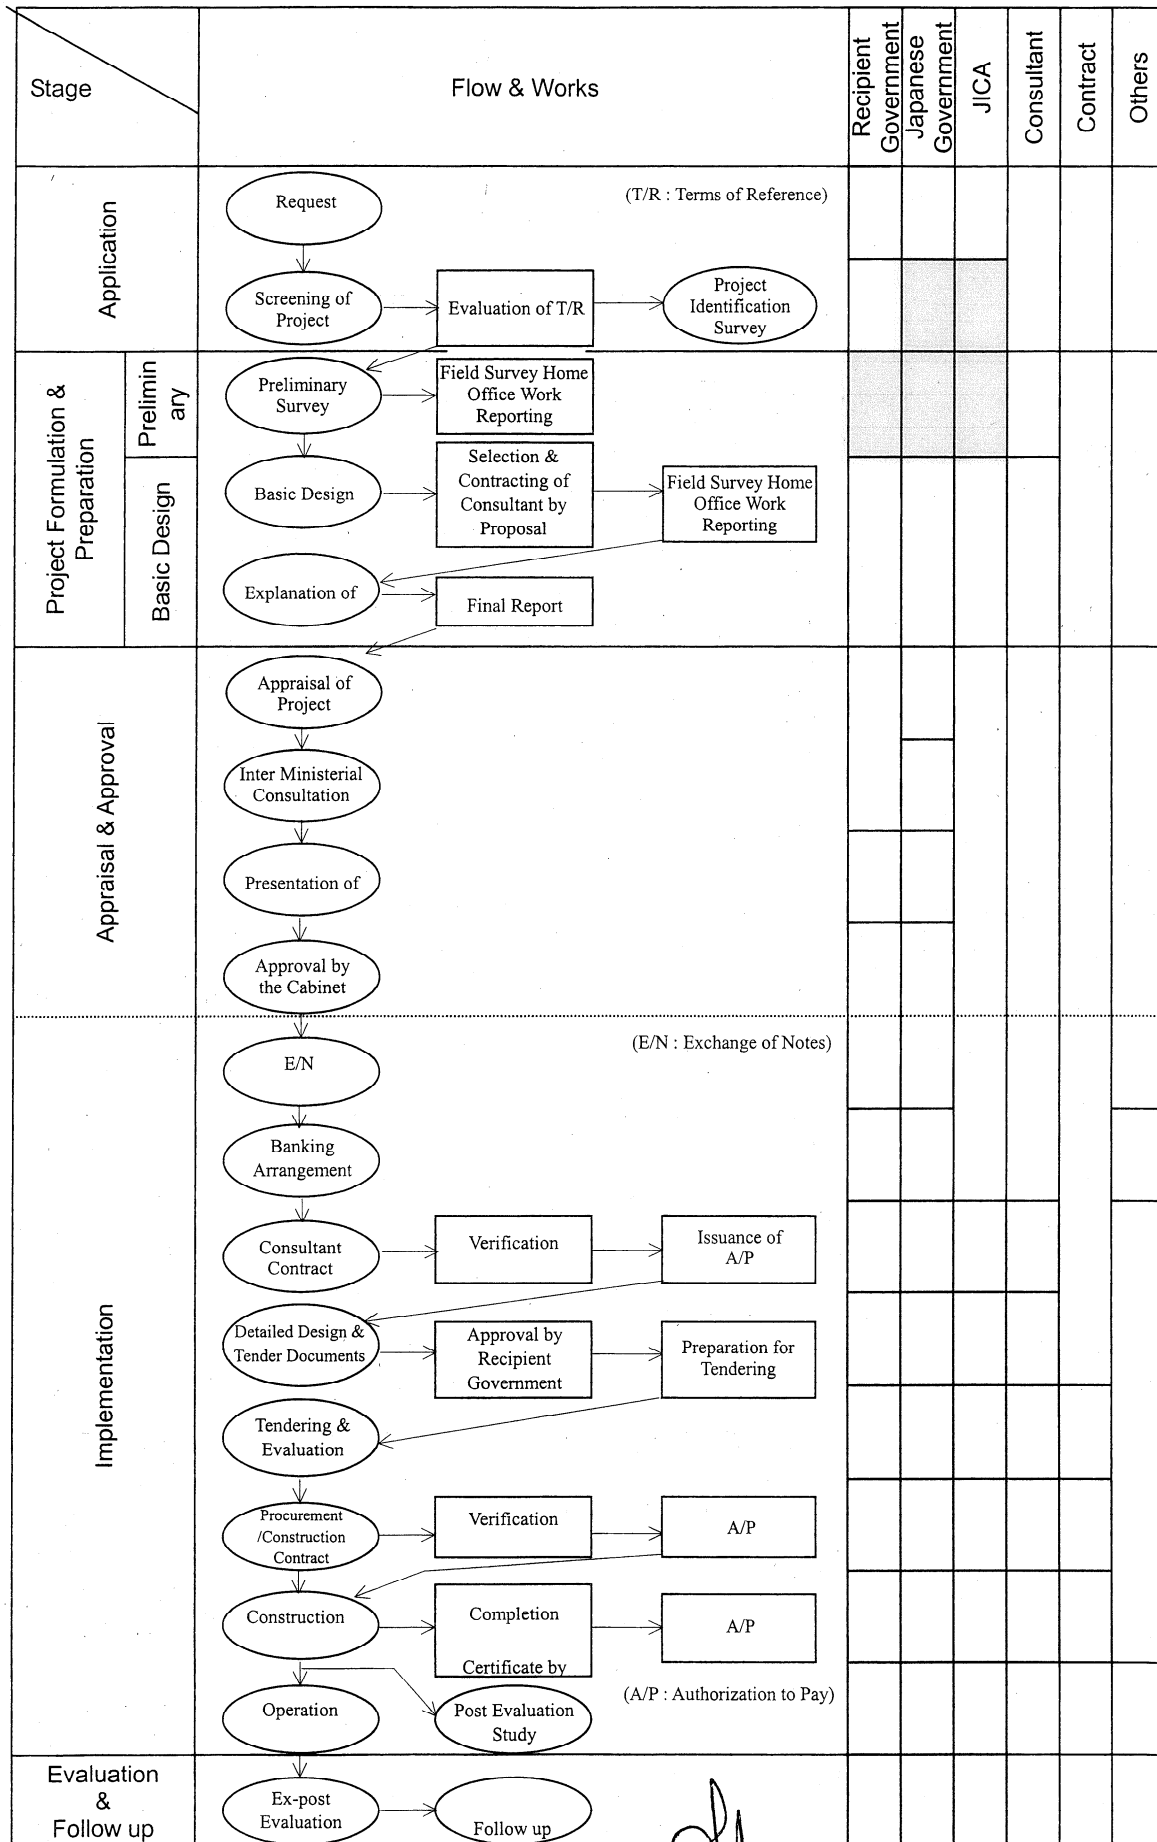 Stage
Flow & Works
Recipient
Government
Japanese
Government
JICA
Consultant
Contract
Others
Application
Request
(T/R : Terms of Reference)
Screening of
Project
Evaluation of T/R
Project
Identification
Survey
Project Formulation &
Preparation
Prelimin
ary
Preliminary
Survey
Field Survey Home
Office Work
Reporting
Basic Design
Basic Design
Selection &
Contracting of
Consultant by
Proposal
Field Survey Home
Office Work
Reporting
Explanation of
Final Report
Appraisal & Approval
Appraisal of
Project
Inter Ministerial
Consultation
Presentation of
Approval by
the Cabinet
Implementation
E/N
(E/N : Exchange of Notes)
Banking
Arrangement
Consultant
Contract
Verification
Issuance of
A/P
Detailed Design &
Tender Documents
Approval by
Recipient
Government
Preparation for
Tendering
Tendering &
Evaluation
Procurement
/Construction
Contract
Verification
A/P
Construction
Completion
Certificate by
A/P
Operation
Post Evaluation
Study
(A/P : Authorization to Pay)
Evaluation
&
Follow up
Ex-post
Evaluation
Follow up